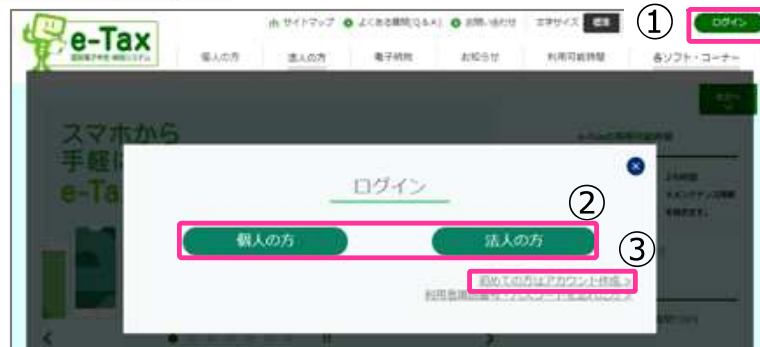 サイトマップ よくある質問(Q&A) お問い合わせ 文字サイズ 標準 ① ログイン
e-Tax
国税電子申告・納税システム
個人の方 法人の方 電子納税 お知らせ 利用可能時間 各ソフト・コーナー
スマホから
手軽に
e-Ta
ログイン
②
個人の方 法人の方
③
初めての方はアカウント作成 >